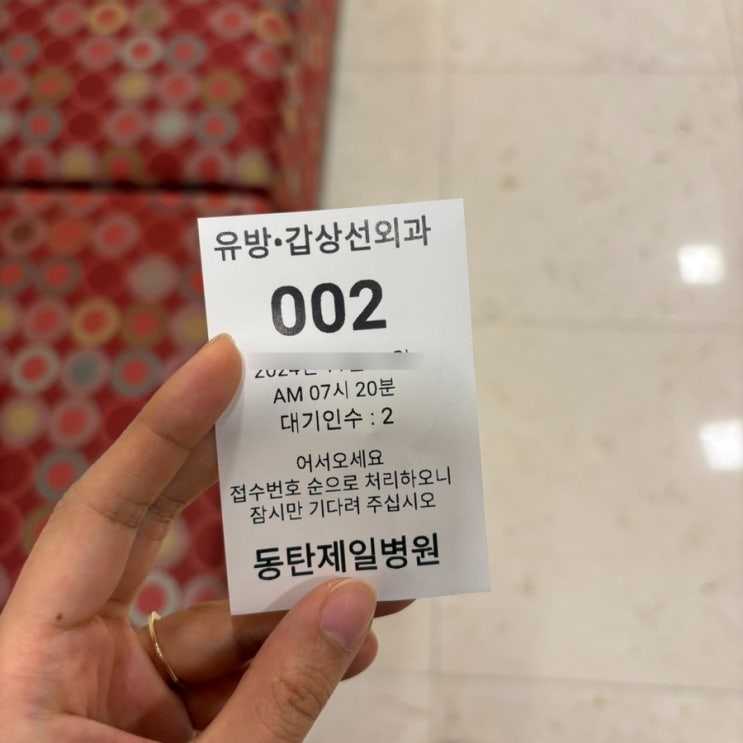 유방•갑상선외과
002
AM 07시 20분
대기인수 : 2
어서오세요
접수번호 순으로 처리하오니
잠시만 기다려 주십시오
동탄제일병원